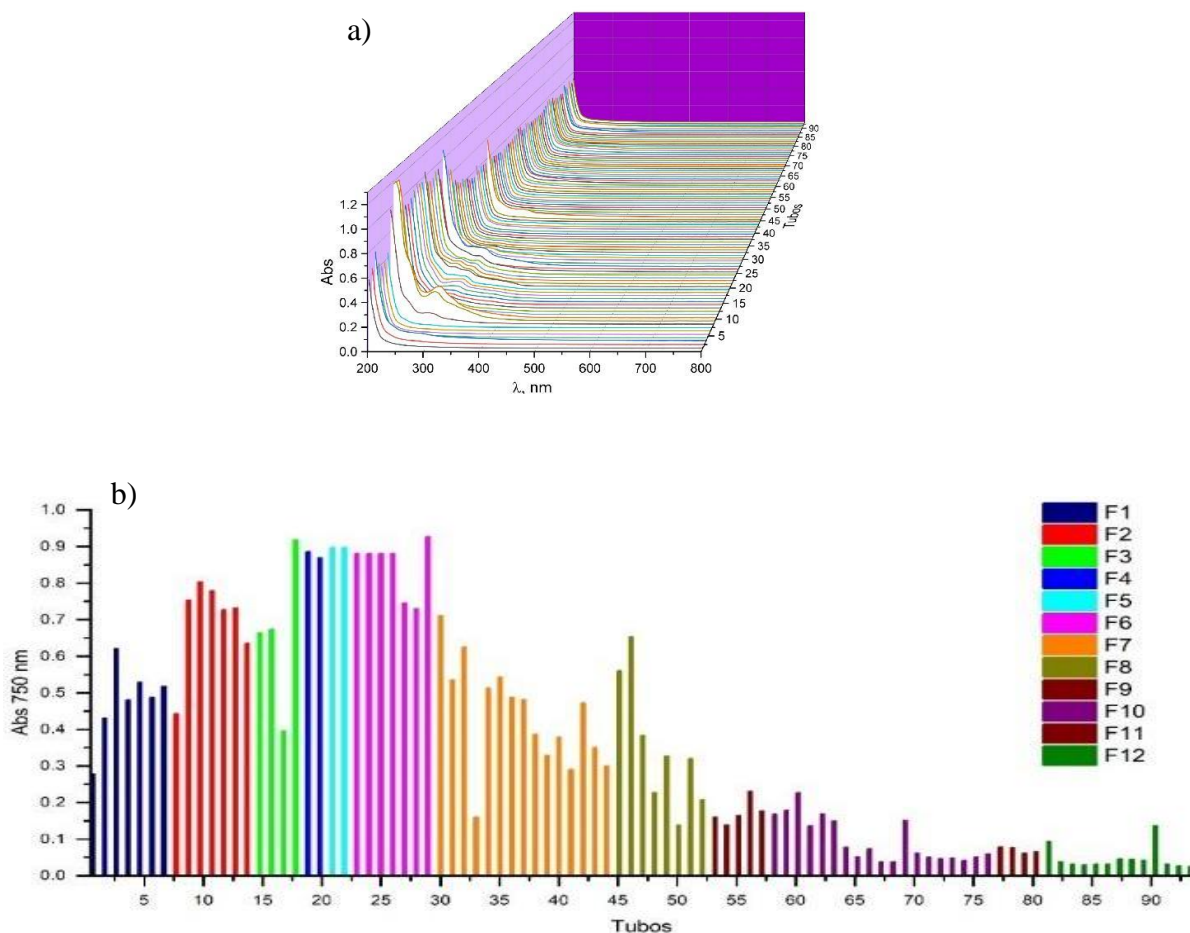 a)
1.2
1.0
0.8
0.6
0.4
0.2
0.0
Abs
200 300 400 500 600 700 800
λ, nm
5
10
15
20
25
30
35
40
45
50
55
60
65
70
75
80
85
90
Tubos
b)
1.0
0.9
0.8
0.7
0.6
0.5
0.4
0.3
0.2
0.1
0.0
Abs 750 nm
5 10 15 20 25 30 35 40 45 50 55 60 65 70 75 80 85 90
Tubos
F1
F2
F3
F4
F5
F6
F7
F8
F9
F10
F11
F12